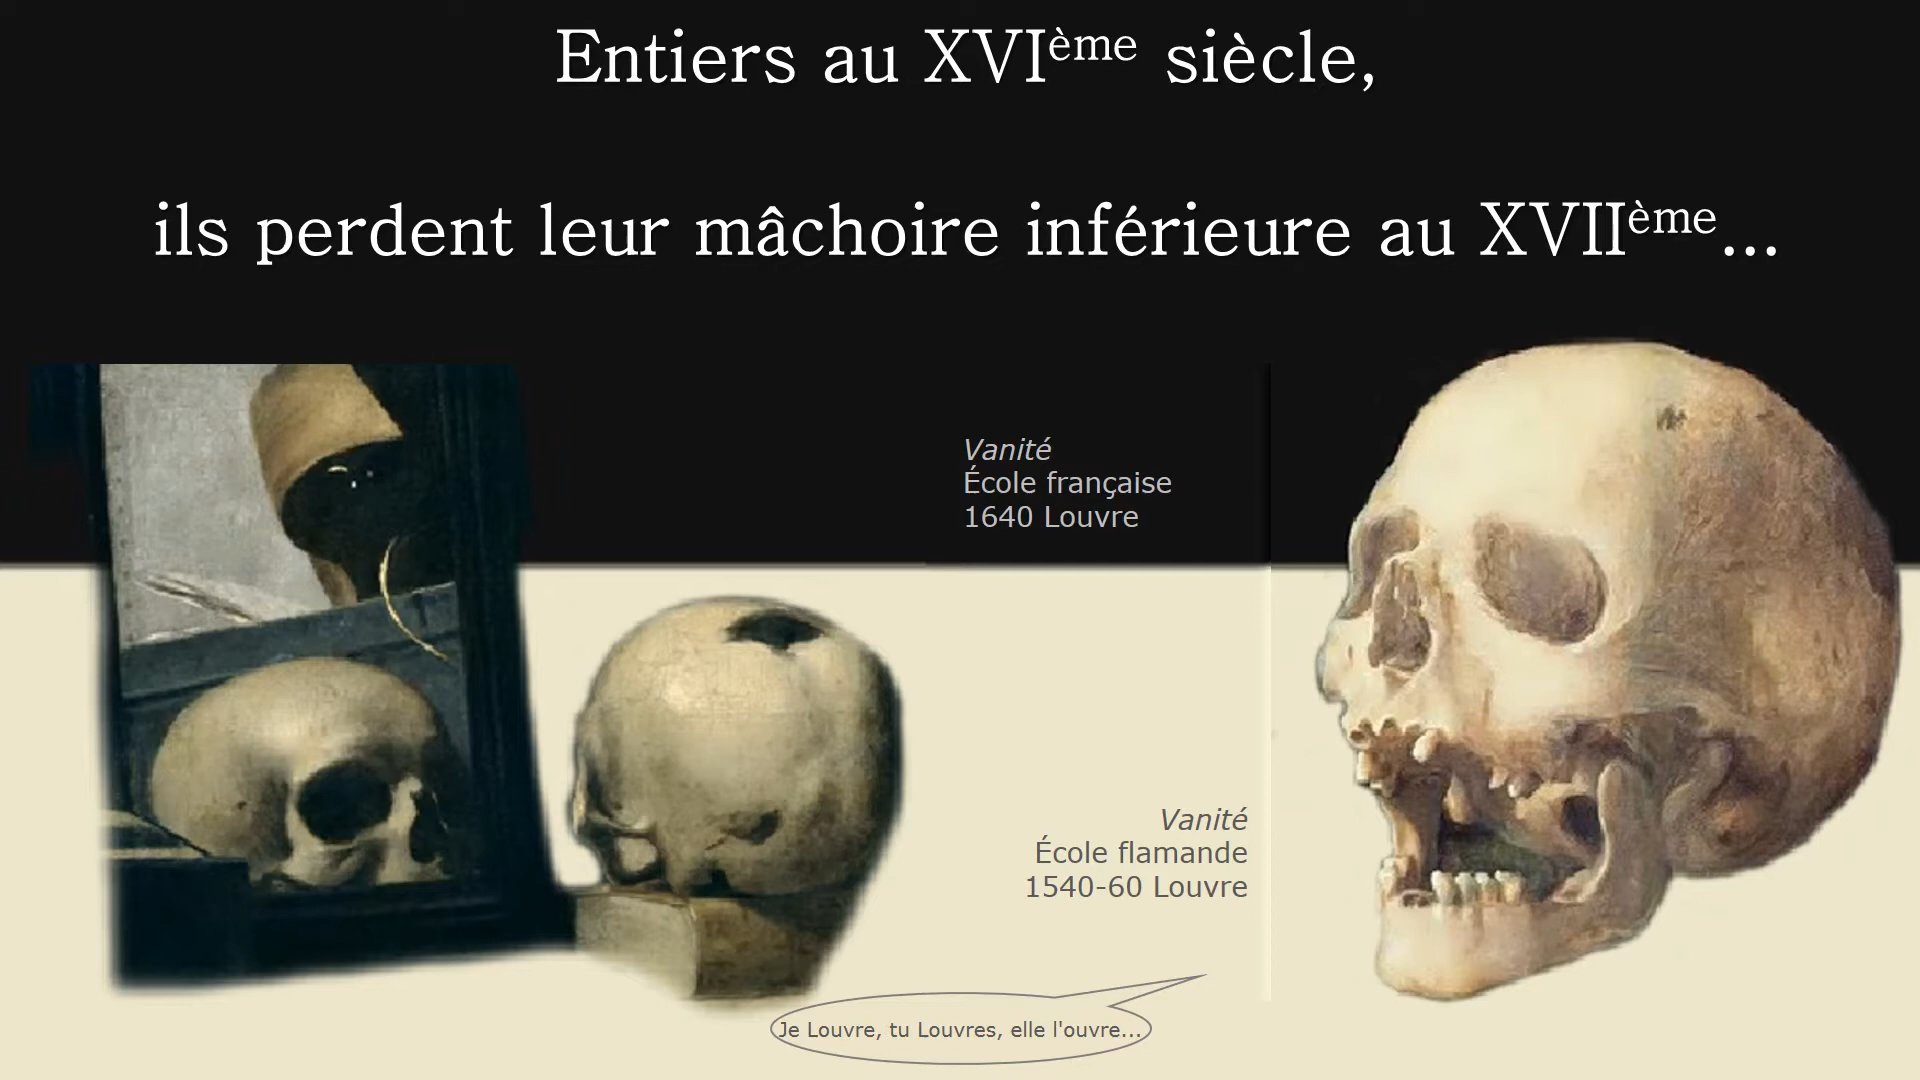 Entiers au XVIème siècle,
ils perdent leur mâchoire inférieure au XVIIème...
Vanité
École française
1640 Louvre
Vanité
École flamande
1540-60 Louvre
Je Louvre, tu Louvres, elle l'ouvre...